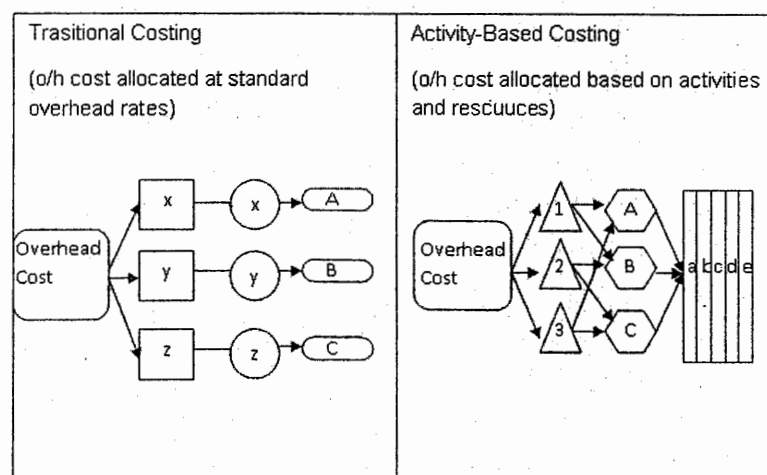 Trasitional Costing
(o/h cost allocated at standard
overhead rates)
x
x
A
Overhead
Cost
y
y
B
z
z
C
Activity-Based Costing
(o/h cost allocated based on activities
and rescuuces)
1
A
Overhead
Cost
2
B
a b c d e
3
C